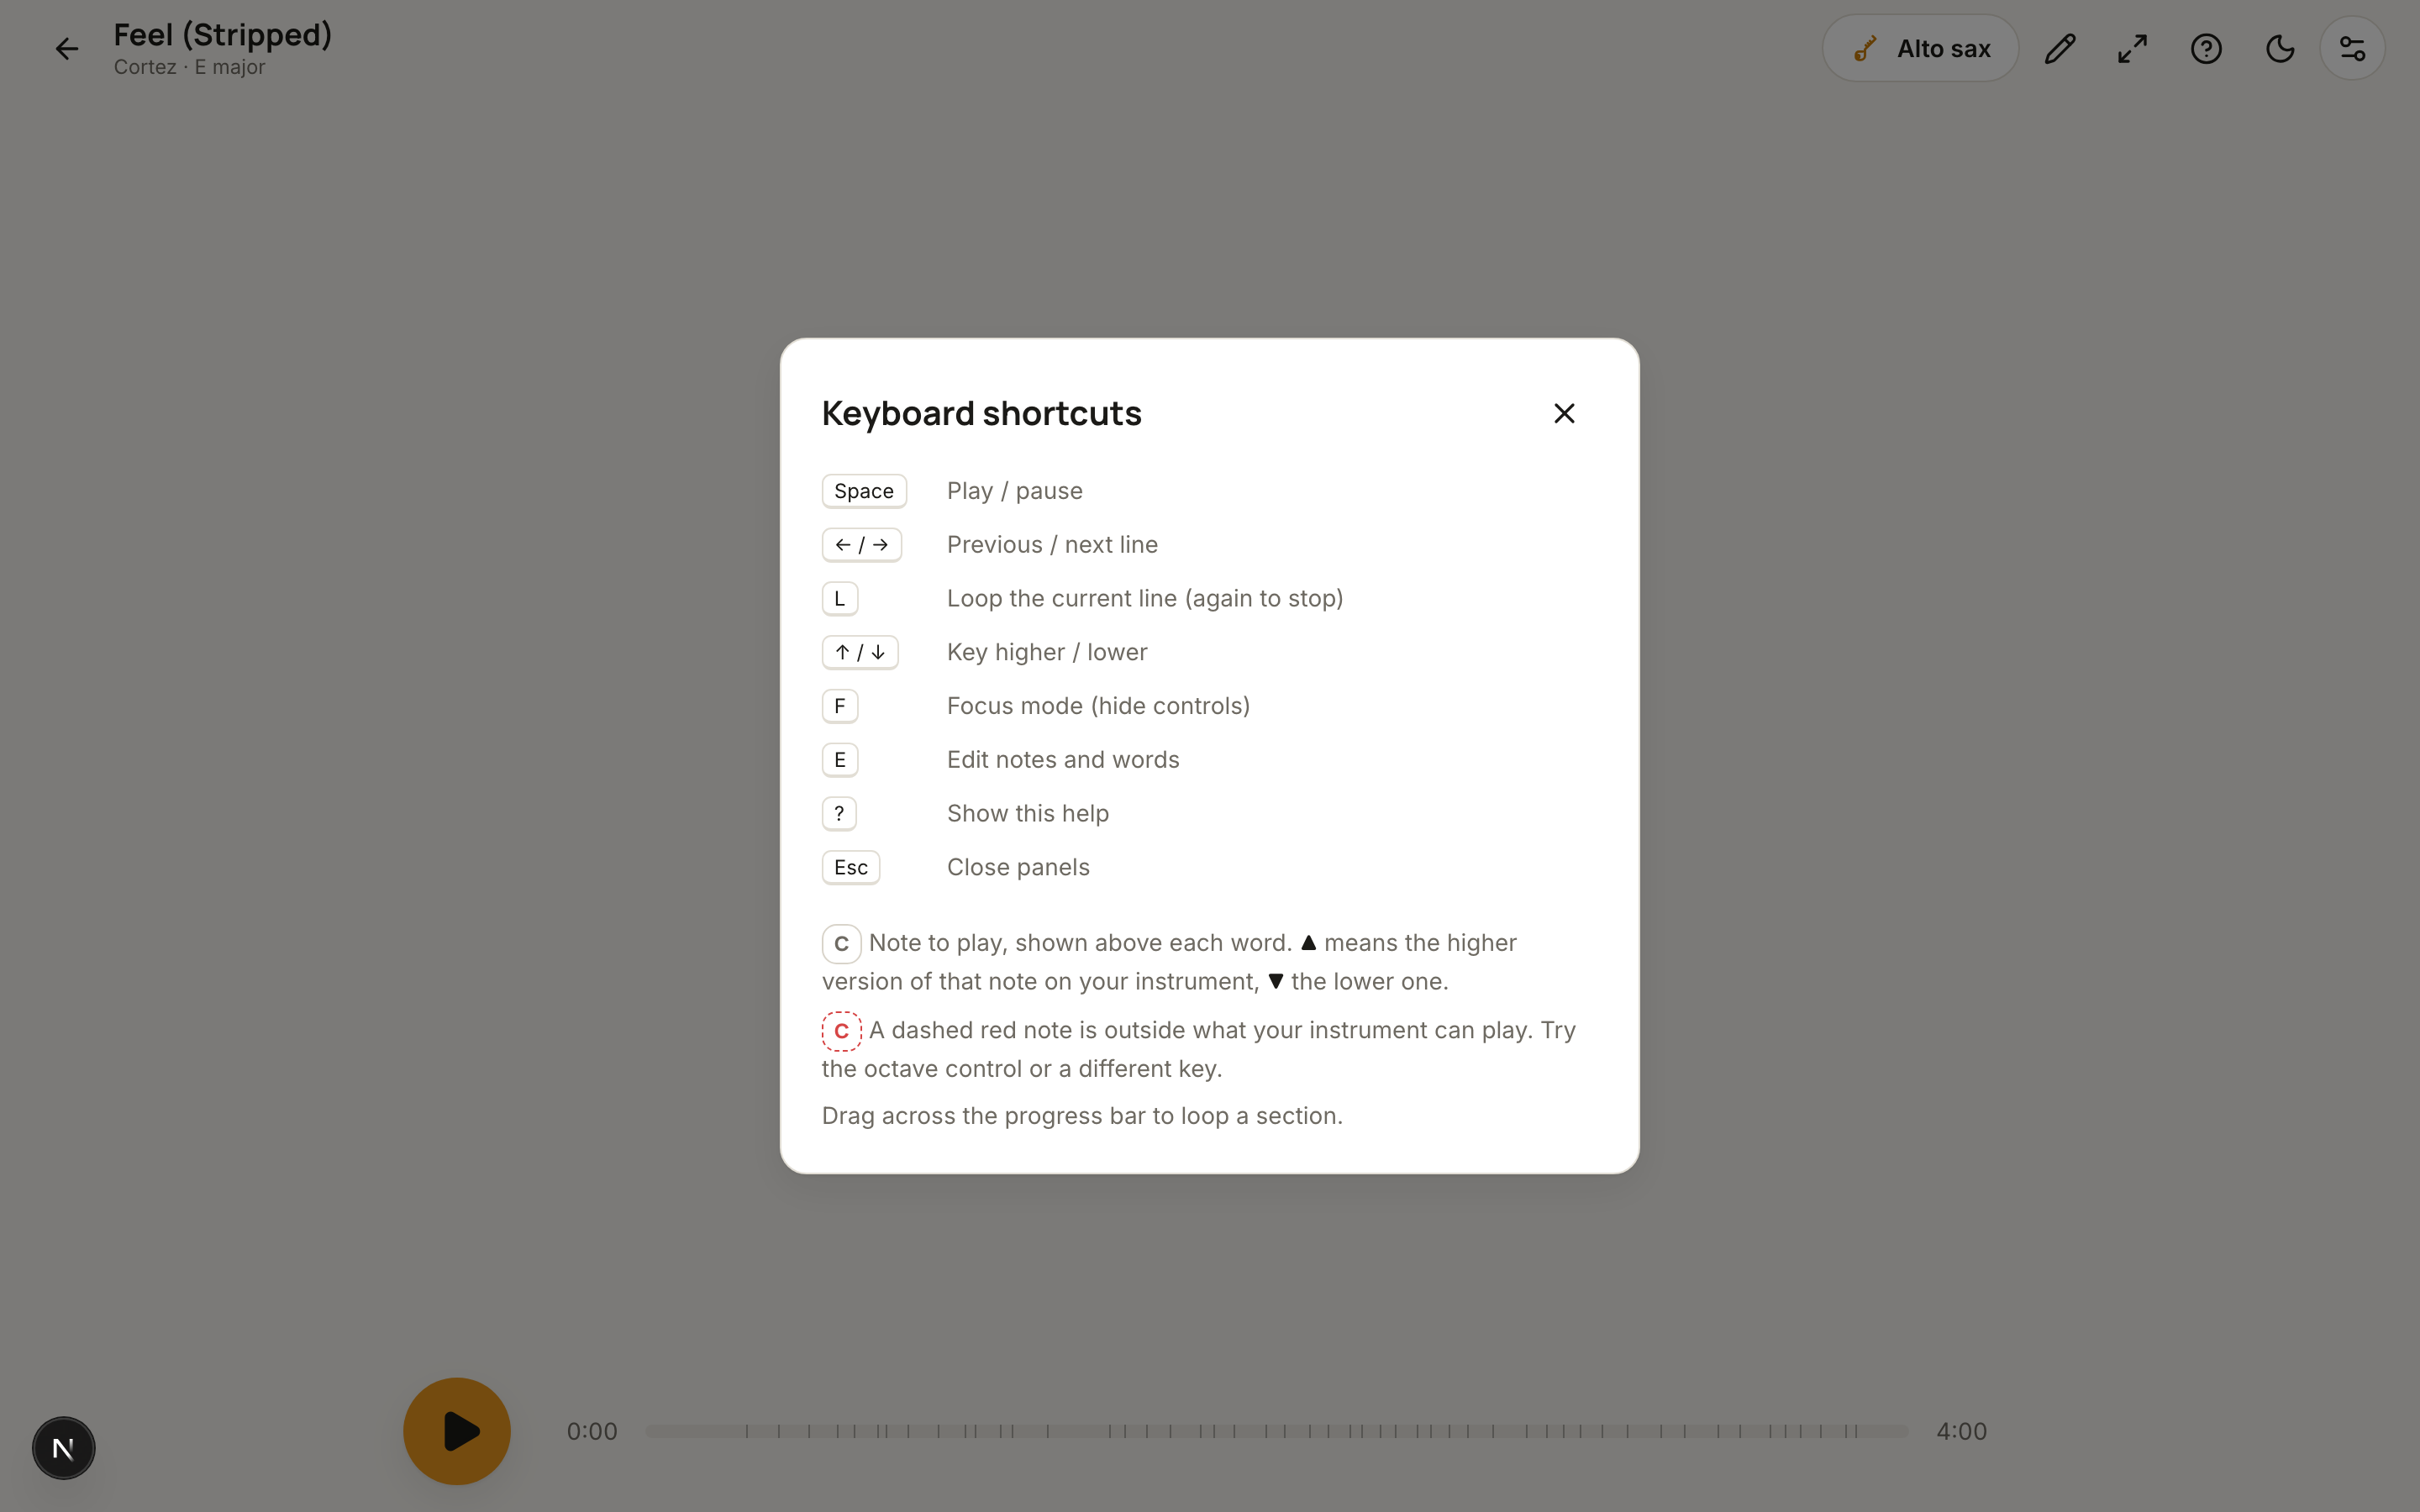 Feel (Stripped)
Cortez · E major
Alto sax
Keyboard shortcuts
Space Play / pause
← / → Previous / next line
L Loop the current line (again to stop)
↑ / ↓ Key higher / lower
F Focus mode (hide controls)
E Edit notes and words
? Show this help
Esc Close panels
C Note to play, shown above each word. ▲ means the higher
version of that note on your instrument, ▼ the lower one.
C A dashed red note is outside what your instrument can play. Try
the octave control or a different key.
Drag across the progress bar to loop a section.
0:00
4:00
N